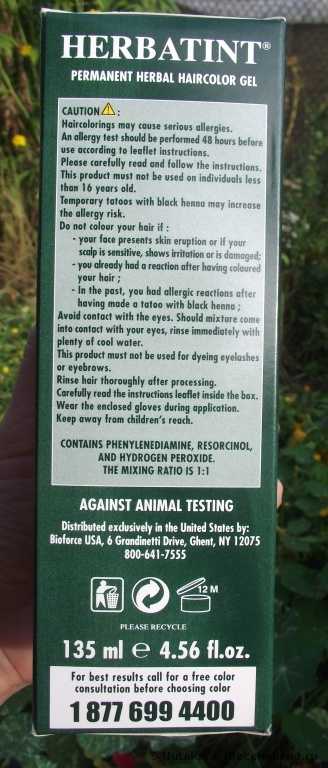 HERBATINT®
PERMANENT HERBAL HAIRCOLOR GEL
CAUTION⚠:
Haircolorings may cause serious allergies.
An allergy test should be performed 48 hours before
use according to leaflet instructions.
Please carefully read and follow the instructions.
This product must not be used on individuals less
than 16 years old.
Temporary tatoos with black henna may increase
the allergy risk.
Do not colour your hair if :
- your face presents skin eruption or if your
scalp is sensitive, shows irritation or is damaged;
- you already had a reaction after having coloured
your hair ;
- In the past, you had allergic reactions after
having made a tatoo with black henna ;
Avoid contact with the eyes. Should mixture come
into contact with your eyes, rinse immediately with
plenty of cool water.
This product must not be used for dyeing eyelashes
or eyebrows.
Rinse hair thoroughly after processing.
Carefully read the instructions leaflet inside the box.
Wear the enclosed gloves during application.
Keep away from children's reach.
CONTAINS PHENYLENEDIAMINE, RESORCINOL,
AND HYDROGEN PEROXIDE.
THE MIXING RATIO IS 1:1
AGAINST ANIMAL TESTING
Distributed exclusively in the United States by:
Bioforce USA, 6 Grandinetti Drive, Ghent, NY 12075
800-641-7555
12 M
PLEASE RECYCLE
135 ml ℮ 4.56 fl.oz.
For best results call for a free color
consultation before choosing color
1 877 699 4400